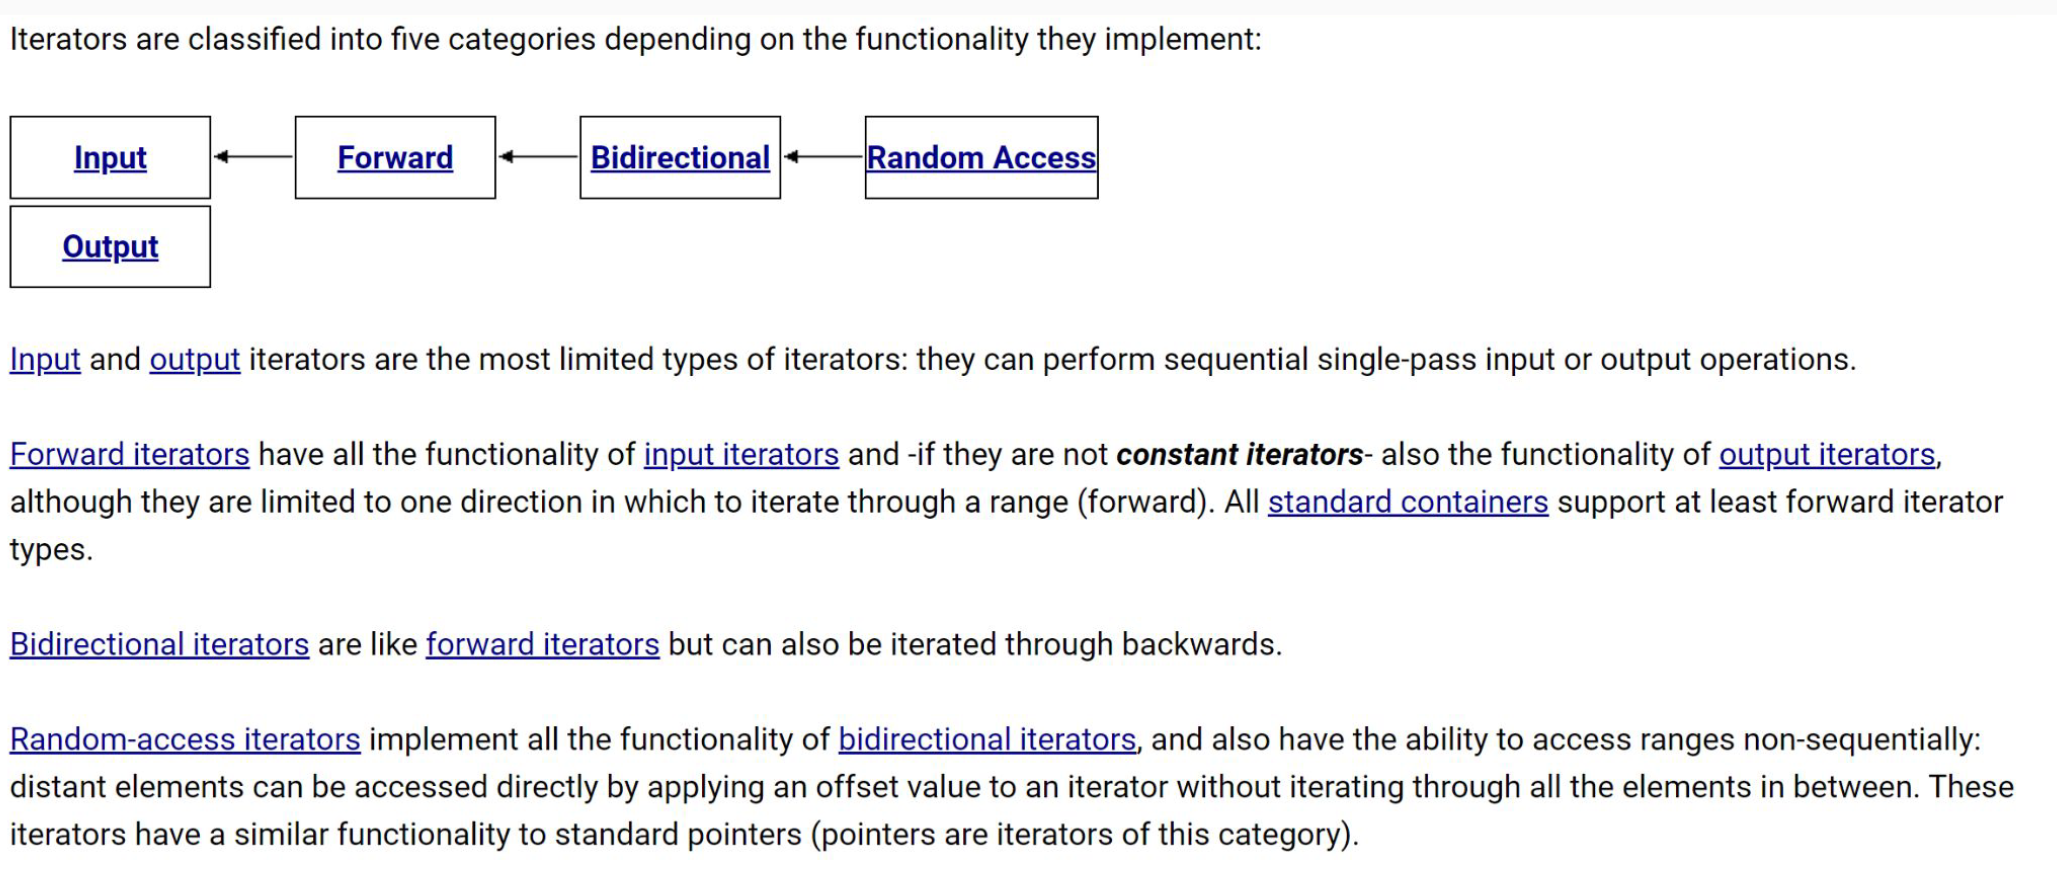 Iterators are classified into five categories depending on the functionality they implement:
Input Forward Bidirectional Random Access
Output
Input and output iterators are the most limited types of iterators: they can perform sequential single-pass input or output operations.
Forward iterators have all the functionality of input iterators and -if they are not constant iterators- also the functionality of output iterators,
although they are limited to one direction in which to iterate through a range (forward). All standard containers support at least forward iterator
types.
Bidirectional iterators are like forward iterators but can also be iterated through backwards.
Random-access iterators implement all the functionality of bidirectional iterators, and also have the ability to access ranges non-sequentially:
distant elements can be accessed directly by applying an offset value to an iterator without iterating through all the elements in between. These
iterators have a similar functionality to standard pointers (pointers are iterators of this category).